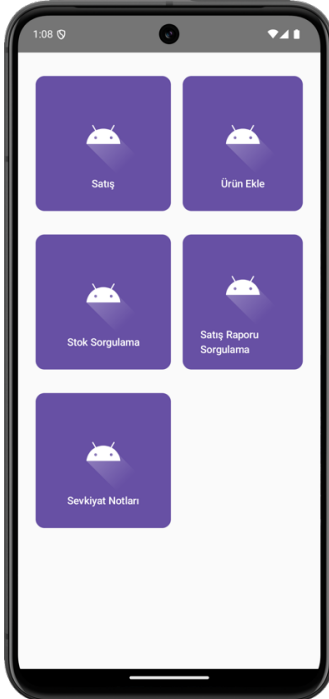 1:08
Satış
Ürün Ekle
Stok Sorgulama
Satış Raporu
Sorgulama
Sevkiyat Notları